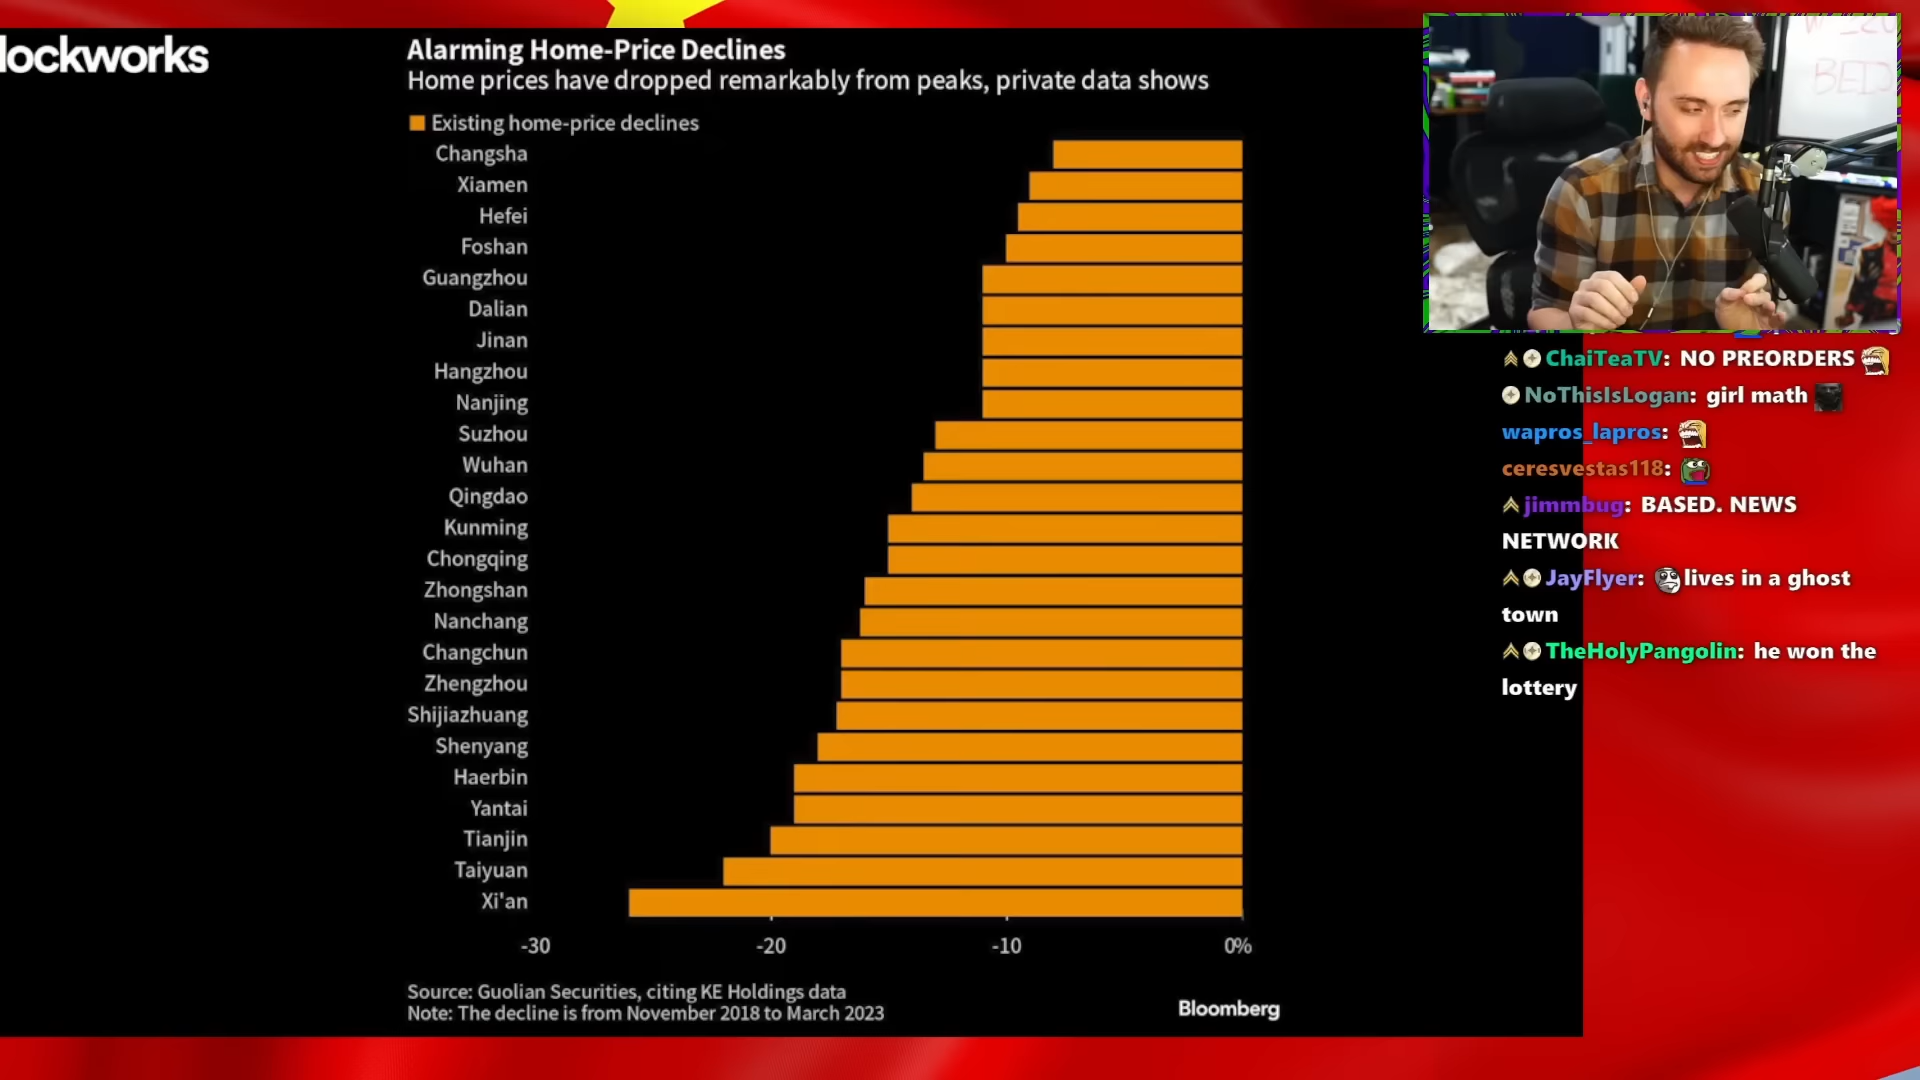 lockworks
Alarming Home-Price Declines
Home prices have dropped remarkably from peaks, private data shows
Existing home-price declines
Changsha
Xiamen
Hefei
Foshan
Guangzhou
Dalian
Jinan
Hangzhou
Nanjing
Suzhou
Wuhan
Qingdao
Kunming
Chongqing
Zhongshan
Nanchang
Changchun
Zhengzhou
Shijiazhuang
Shenyang
Haerbin
Yantai
Tianjin
Taiyuan
Xi'an
-30 -20 -10 0%
Source: Guolian Securities, citing KE Holdings data
Note: The decline is from November 2018 to March 2023
Bloomberg
BED
ChaiTeaTV: NO PREORDERS
NoThisIsLogan: girl math
wapros_lapros:
ceresvestas118:
jimmbug: BASED. NEWS
NETWORK
JayFlyer: lives in a ghost
town
TheHolyPangolin: he won the
lottery